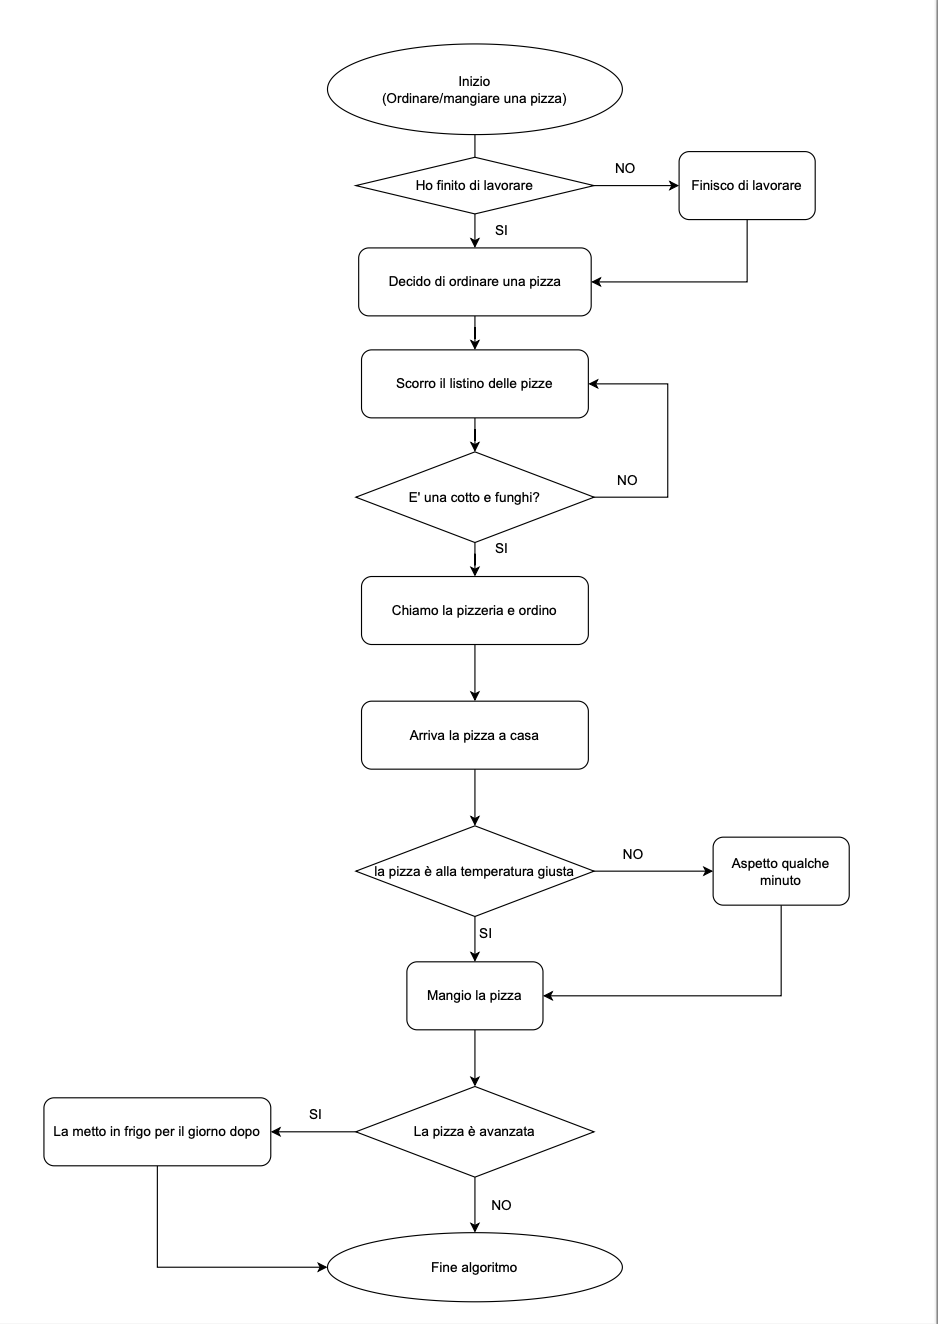 Inizio
(Ordinare/mangiare una pizza)
Ho finito di lavorare
NO
Finisco di lavorare
SI
Decido di ordinare una pizza
Scorro il listino delle pizze
E' una cotto e funghi?
NO
SI
Chiamo la pizzeria e ordino
Arriva la pizza a casa
la pizza è alla temperatura giusta
NO
Aspetto qualche
minuto
SI
Mangio la pizza
La pizza è avanzata
SI
La metto in frigo per il giorno dopo
NO
Fine algoritmo